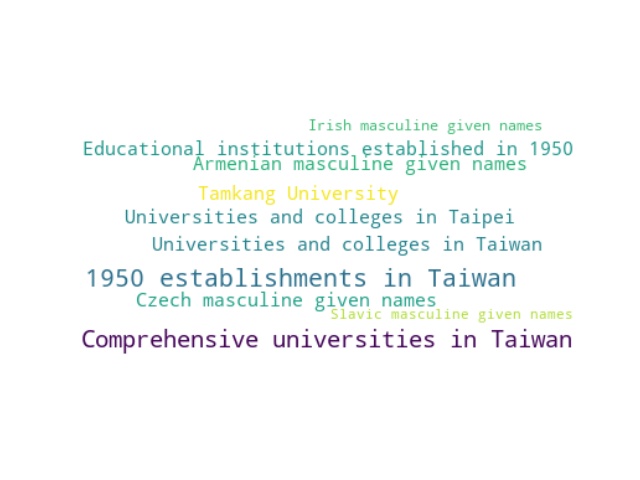 Irish masculine given names
Educational institutions established in 1950
Armenian masculine given names
Tamkang University
Universities and colleges in Taipei
Universities and colleges in Taiwan
1950 establishments in Taiwan
Czech masculine given names
Slavic masculine given names
Comprehensive universities in Taiwan